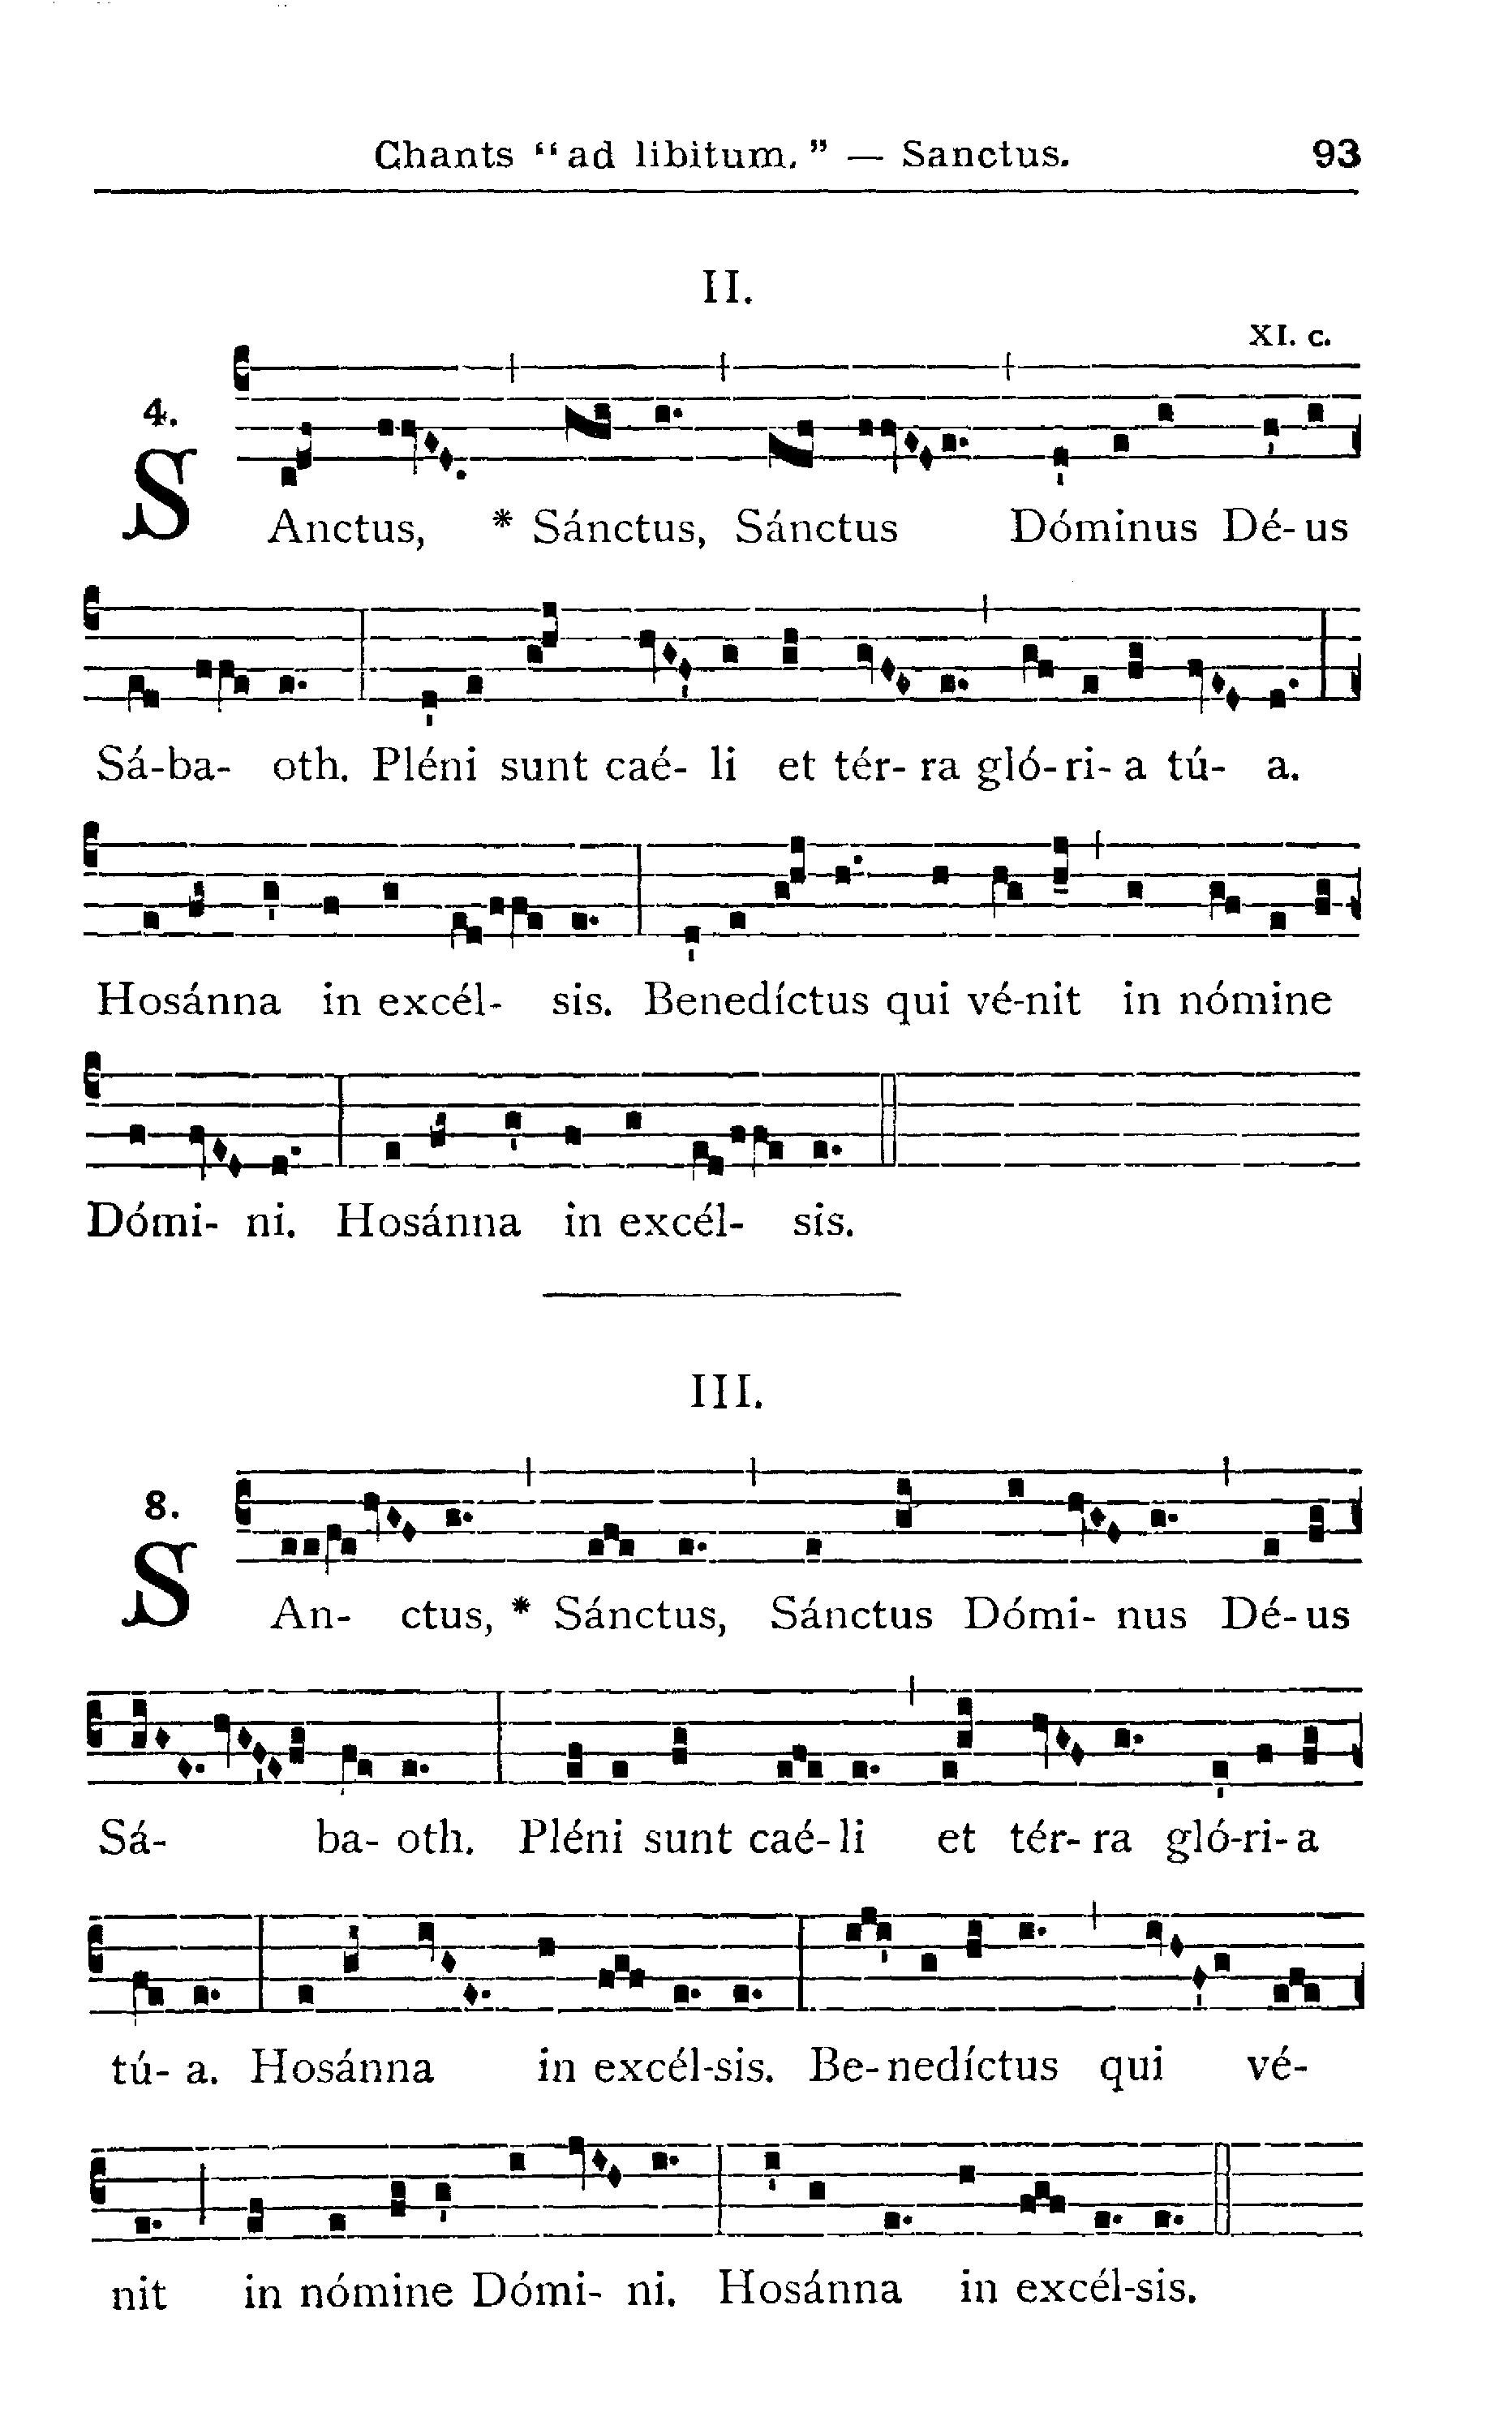 Chants "ad libitum." — Sanctus. 93
II.
XI. c.
4.
SAnctus, * Sánctus, Sánctus Dóminus Dé-us
Sá-ba- oth. Pléni sunt caé- li et tér- ra gló-ri- a tú- a.
Hosánna in excél- sis. Benedíctus qui vé-nit in nómine
Dómi- ni. Hosánna in excél- sis.
III.
8.
SAn- ctus, * Sánctus, Sánctus Dómi- nus Dé-us
Sá- ba- oth. Pléni sunt caé-li et tér- ra gló-ri-a
tú- a. Hosánna in excél-sis. Be-nedíctus qui vé-
nit in nómine Dómi- ni. Hosánna in excél-sis.